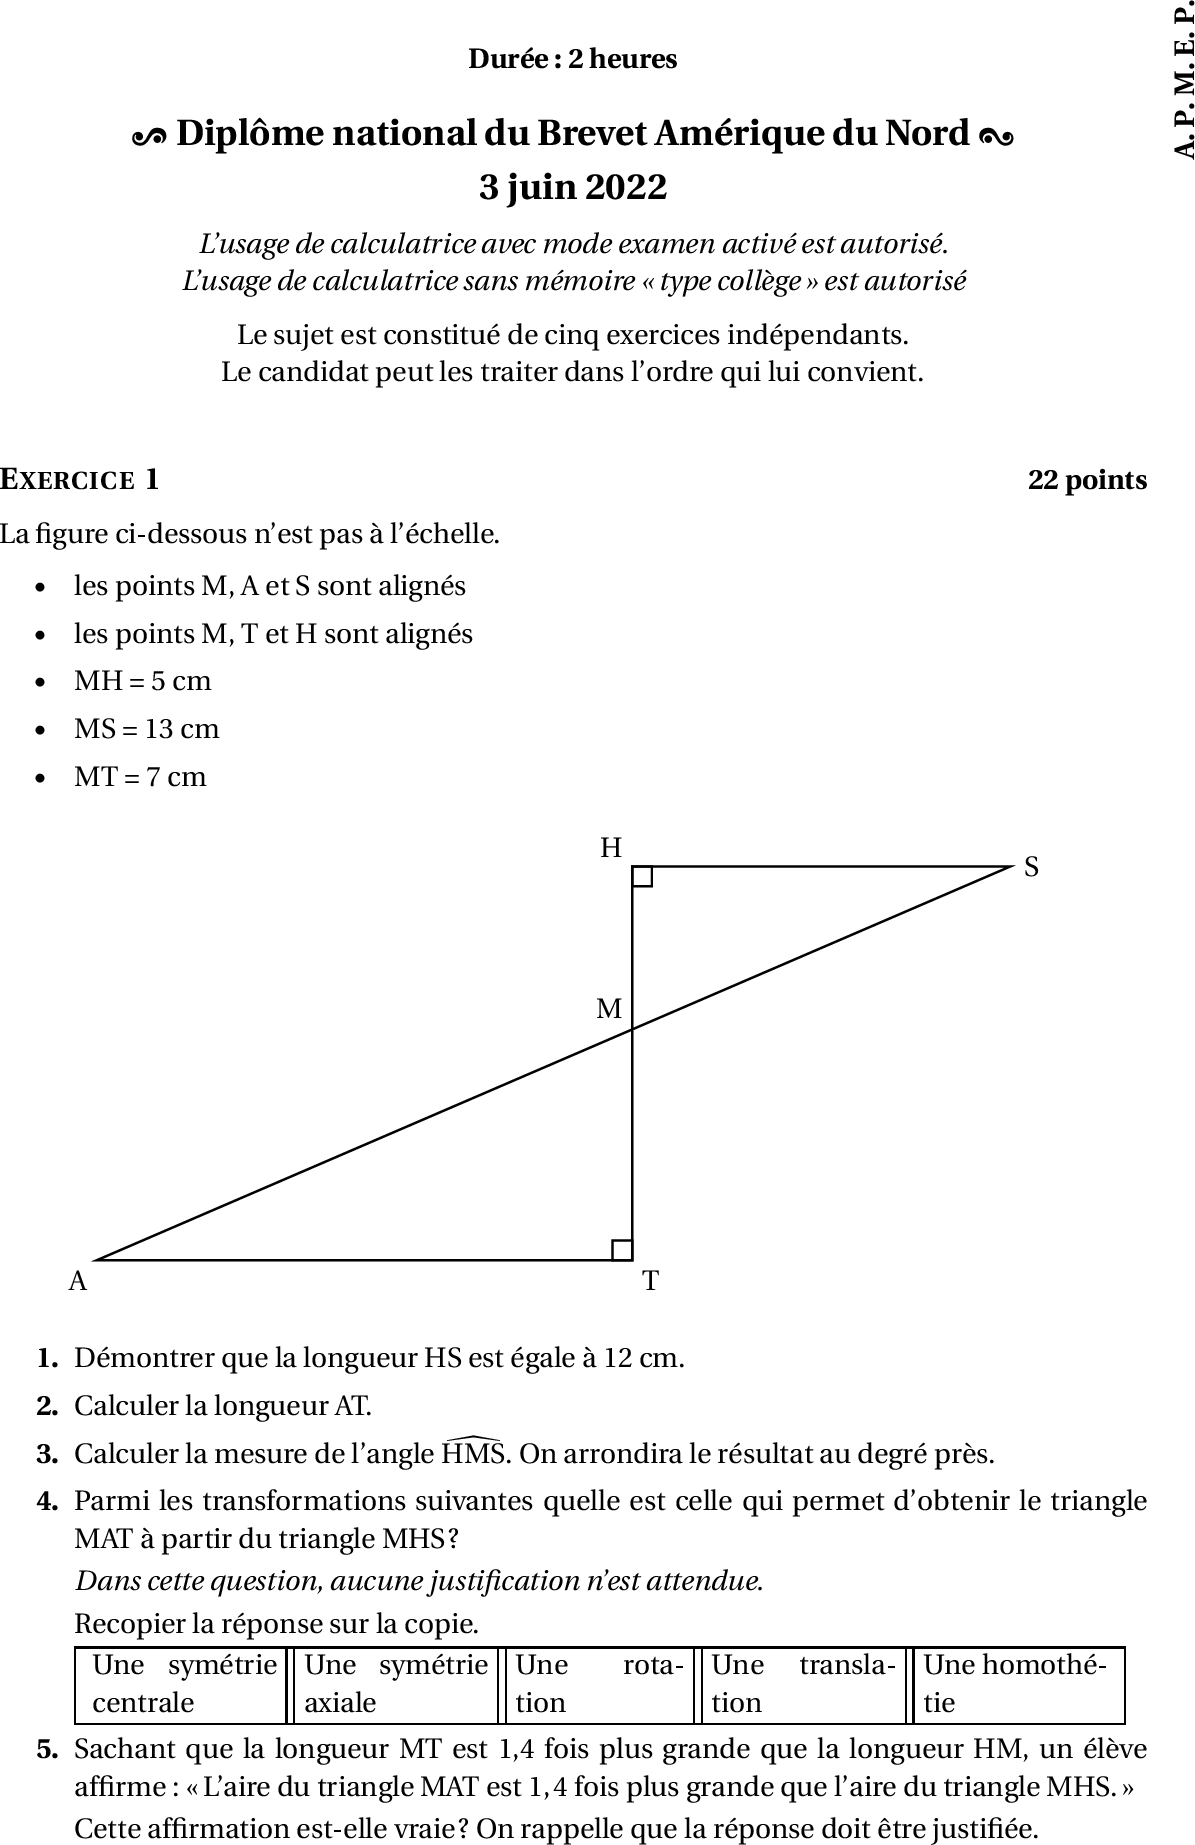 Durée : 2 heures
A. P. M. E. P.
Diplôme national du Brevet Amérique du Nord
3 juin 2022
L’usage de calculatrice avec mode examen activé est autorisé.
L’usage de calculatrice sans mémoire « type collège » est autorisé
Le sujet est constitué de cinq exercices indépendants.
Le candidat peut les traiter dans l’ordre qui lui convient.
EXERCICE 1 22 points
La figure ci-dessous n’est pas à l’échelle.
• les points M, A et S sont alignés
• les points M, T et H sont alignés
• MH = 5 cm
• MS = 13 cm
• MT = 7 cm
H
S
M
A
T
1. Démontrer que la longueur HS est égale à 12 cm.
2. Calculer la longueur AT.
3. Calculer la mesure de l’angle \widehat{HMS}. On arrondira le résultat au degré près.
4. Parmi les transformations suivantes quelle est celle qui permet d’obtenir le triangle
MAT à partir du triangle MHS ?
Dans cette question, aucune justification n’est attendue.
Recopier la réponse sur la copie.
Une symétrie Une symétrie Une rota- Une transla- Une homothé-
centrale axiale tion tion tie
5. Sachant que la longueur MT est 1,4 fois plus grande que la longueur HM, un élève
affirme : « L’aire du triangle MAT est 1,4 fois plus grande que l’aire du triangle MHS. »
Cette affirmation est-elle vraie ? On rappelle que la réponse doit être justifiée.